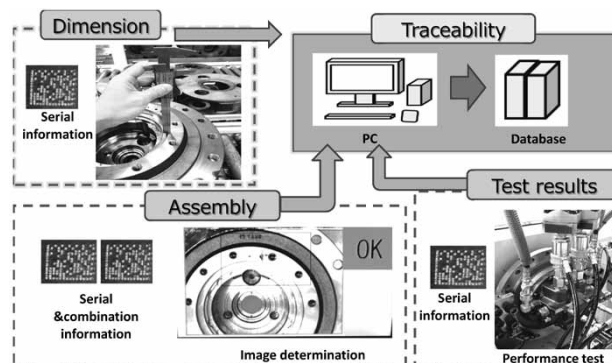 Dimension
Serial
information
Traceability
PC
Database
Assembly
Serial
&combination
information
OK
Image determination
Test results
Serial
information
Performance test